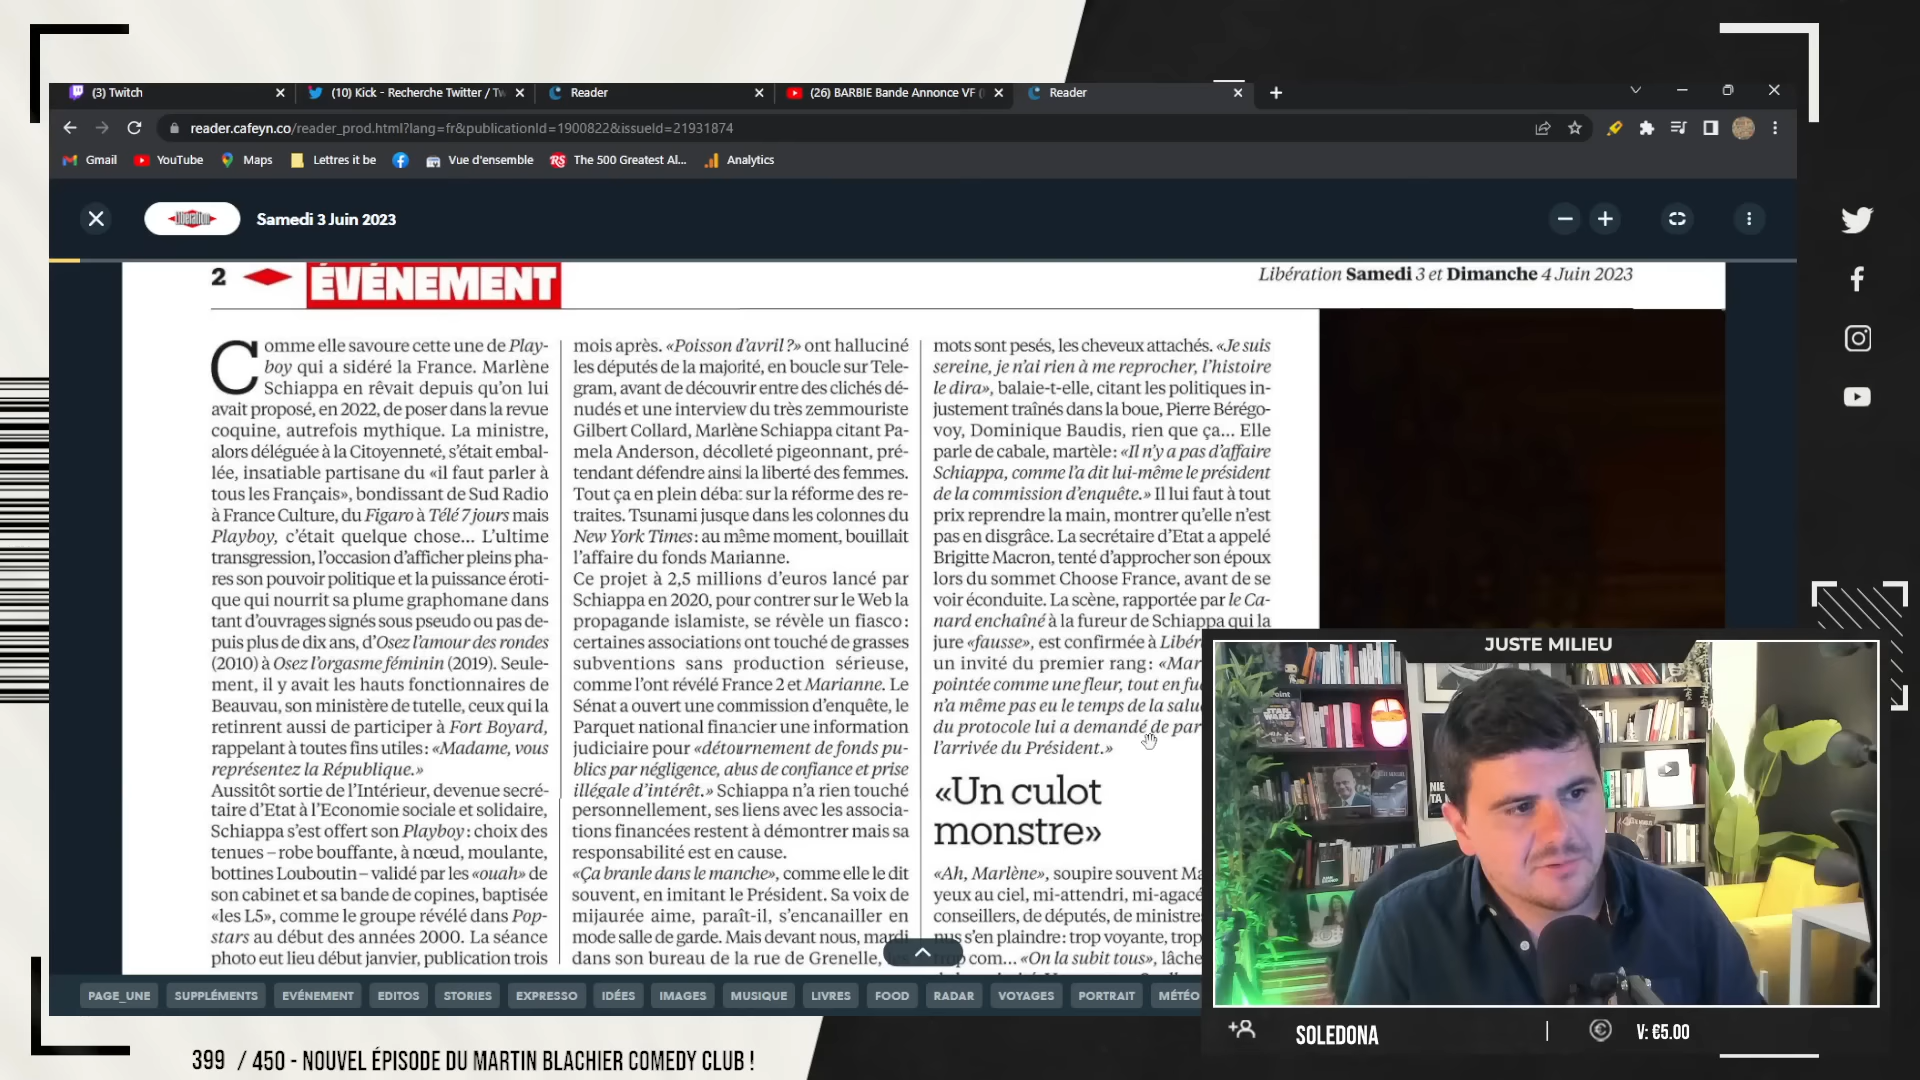 (3) Twitch
(10) Kick - Recherche Twitter / Tw
Reader
(26) BARBIE Bande Annonce VF (
Reader
reader.cafeyn.co/reader_prod.html?lang=fr&publicationId=1900822&issueId=21931874
Gmail
YouTube
Maps
Lettres it be
Vue d'ensemble
The 500 Greatest Al...
Analytics
Libération
Samedi 3 Juin 2023
2
ÉVÉNEMENT
Libération Samedi 3 et Dimanche 4 Juin 2023
Comme elle savoure cette une de Play-
boy qui a sidéré la France. Marlène
Schiappa en rêvait depuis qu'on lui
avait proposé, en 2022, de poser dans la revue
coquine, autrefois mythique. La ministre,
alors déléguée à la Citoyenneté, s'était embal-
lée, insatiable partisane du «il faut parler à
tous les Français», bondissant de Sud Radio
à France Culture, du Figaro à Télé 7 jours mais
Playboy, c'était quelque chose... L'ultime
transgression, l'occasion d'afficher pleins pha-
res son pouvoir politique et la puissance éroti-
que qui nourrit sa plume graphomane dans
tant d'ouvrages signés sous pseudo ou pas de-
puis plus de dix ans, d'Osez l'amour des rondes
(2010) à Osez l'orgasme féminin (2019). Seule-
ment, il y avait les hauts fonctionnaires de
Beauvau, son ministère de tutelle, ceux qui la
retinrent aussi de participer à Fort Boyard,
rappelant à toutes fins utiles : «Madame, vous
représentez la République.»
Aussitôt sortie de l'Intérieur, devenue secré-
taire d'Etat à l'Economie sociale et solidaire,
Schiappa s'est offert son Playboy : choix des
tenues – robe bouffante, à nœud, moulante,
bottines Louboutin – validé par les «ouah» de
son cabinet et sa bande de copines, baptisée
«les L5», comme le groupe révélé dans Pop-
stars au début des années 2000. La séance
photo eut lieu début janvier, publication trois
mois après. «Poisson d'avril ?» ont halluciné
les députés de la majorité, en boucle sur Tele-
gram, avant de découvrir entre des clichés dé-
nudés et une interview du très zemmouriste
Gilbert Collard, Marlène Schiappa citant Pa-
mela Anderson, décolleté pigeonnant, pré-
tendant défendre ainsi la liberté des femmes.
Tout ça en plein débat sur la réforme des re-
traites. Tsunami jusque dans les colonnes du
New York Times : au même moment, bouillait
l'affaire du fonds Marianne.
Ce projet à 2,5 millions d'euros lancé par
Schiappa en 2020, pour contrer sur le Web la
propagande islamiste, se révèle un fiasco :
certaines associations ont touché de grasses
subventions sans production sérieuse,
comme l'ont révélé France 2 et Marianne. Le
Sénat a ouvert une commission d'enquête, le
Parquet national financier une information
judiciaire pour «détournement de fonds pu-
blics par négligence, abus de confiance et prise
illégale d'intérêt.» Schiappa n'a rien touché
personnellement, ses liens avec les associa-
tions financées restent à démontrer mais sa
responsabilité est en cause.
«Ça branle dans le manche», comme elle le dit
souvent, en imitant le Président. Sa voix de
mijaurée aime, paraît-il, s'encanailler en
mode salle de garde. Mais devant nous, mardi
dans son bureau de la rue de Grenelle,
mots sont pesés, les cheveux attachés. «Je suis
sereine, je n'ai rien à me reprocher, l'histoire
le dira», balaie-t-elle, citant les politiques in-
justement traînés dans la boue, Pierre Bérégo-
voy, Dominique Baudis, rien que ça... Elle
parle de cabale, martèle : «Il n'y a pas d'affaire
Schiappa, comme l'a dit lui-même le président
de la commission d'enquête.» Il lui faut à tout
prix reprendre la main, montrer qu'elle n'est
pas en disgrâce. La secrétaire d'Etat a appelé
Brigitte Macron, tenté d'approcher son époux
lors du sommet Choose France, avant de se
voir éconduite. La scène, rapportée par le Ca-
nard enchaîné à la fureur de Schiappa qui la
jure «fausse», est confirmée à Libér
un invité du premier rang : «Mar
pointée comme une fleur, tout en fu
n'a même pas eu le temps de la salu
du protocole lui a demandé de par
l'arrivée du Président.»
«Un culot
monstre»
«Ah, Marlène», soupire souvent Ma
yeux au ciel, mi-attendri, mi-agacé
conseillers, de députés, de ministre
nus s'en plaindre : trop voyante, trop
com... «On la subit tous», lâche
PAGE_UNE
SUPPLÉMENTS
EVÉNEMENT
EDITOS
STORIES
EXPRESSO
IDÉES
IMAGES
MUSIQUE
LIVRES
FOOD
RADAR
VOYAGES
PORTRAIT
MÉTÉO
JUSTE MILIEU
STAR WARS
SOLEDONA
V: €5.00
399 / 450 - NOUVEL ÉPISODE DU MARTIN BLACHIER COMEDY CLUB !